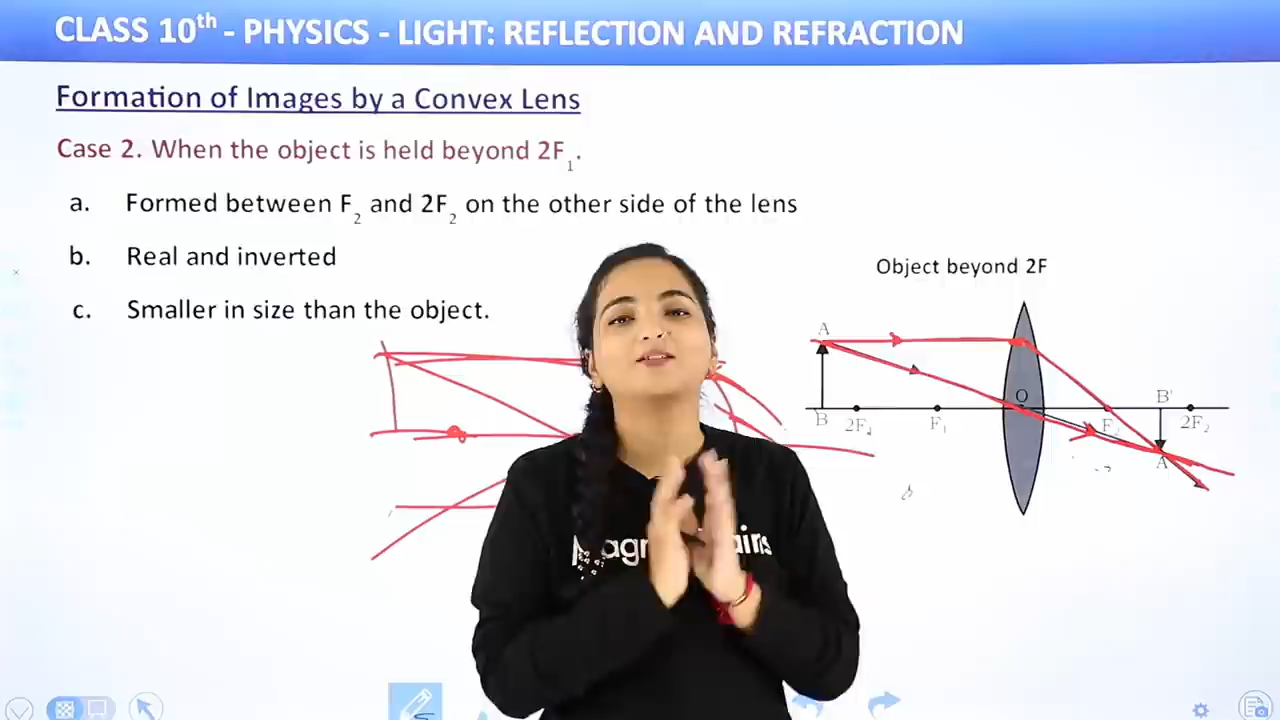 CLASS 10th - PHYSICS - LIGHT: REFLECTION AND REFRACTION
Formation of Images by a Convex Lens
Case 2. When the object is held beyond 2F1.
a. Formed between F2 and 2F2 on the other side of the lens
b. Real and inverted
c. Smaller in size than the object.
Object beyond 2F
A
O
B'
B
F1
2F2
A